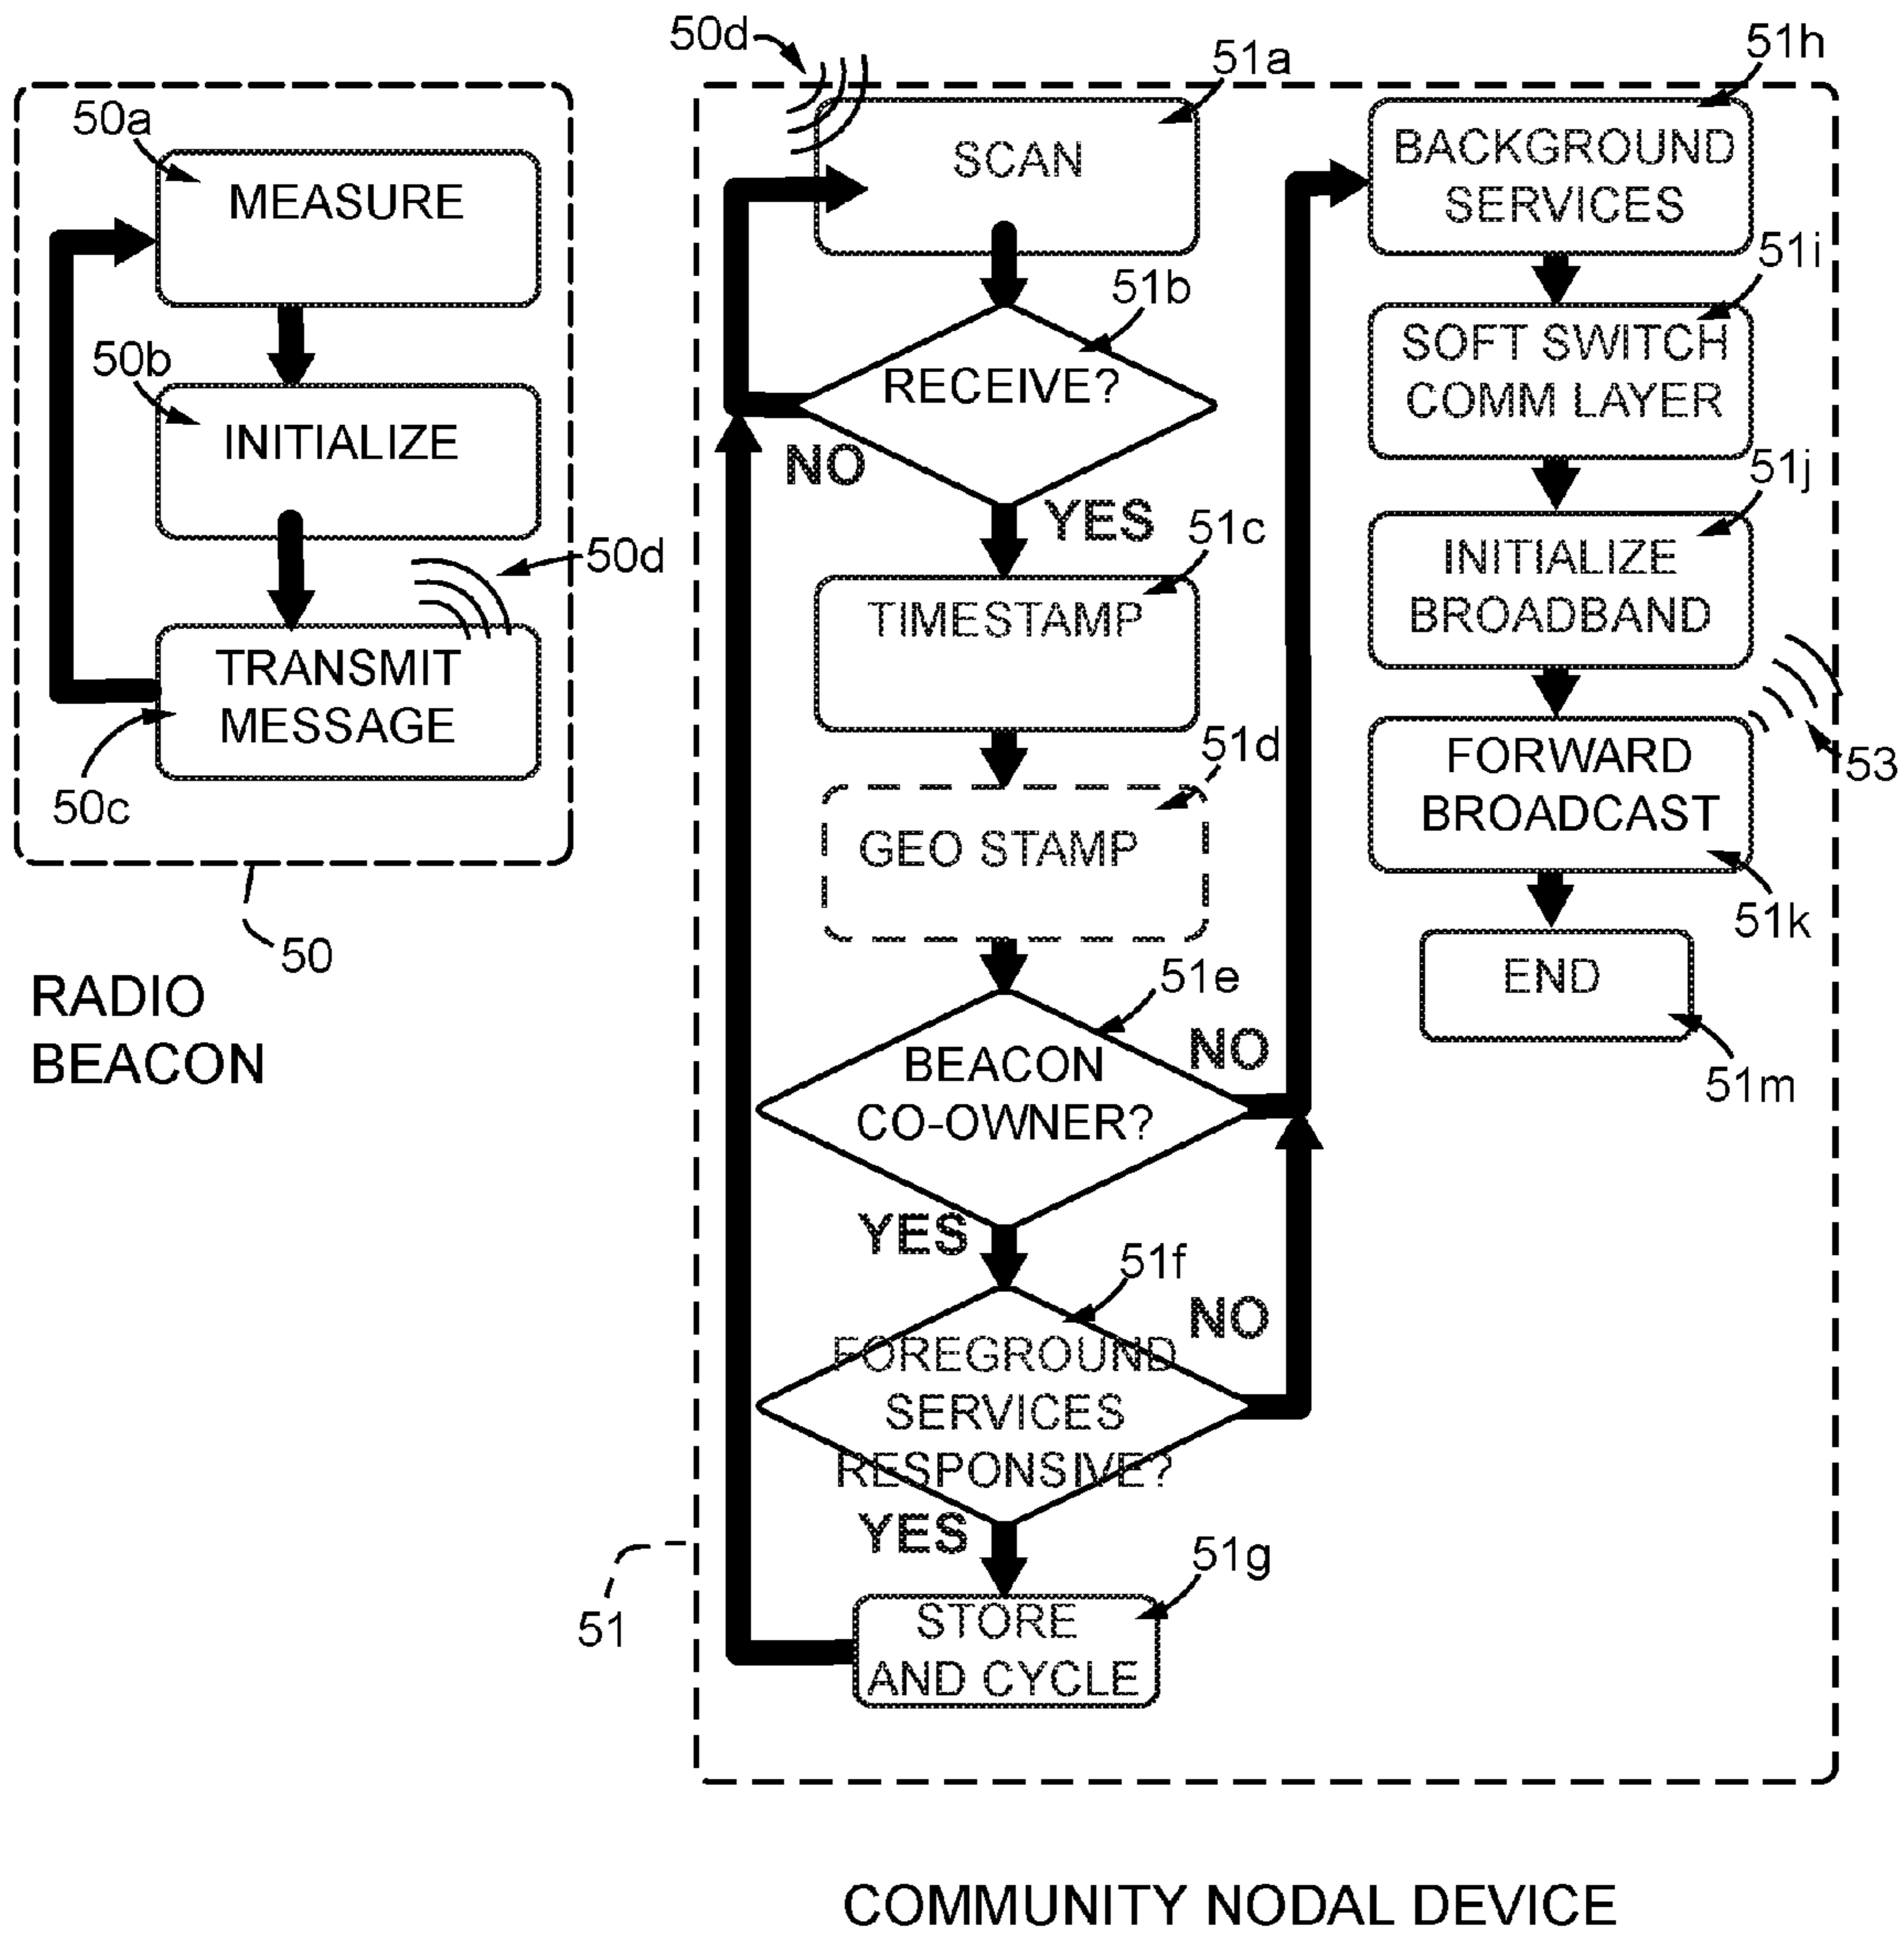 50a
MEASURE
50b
INITIALIZE
50d
TRANSMIT
MESSAGE
50c
50
RADIO
BEACON
50d
51a
SCAN
51b
RECEIVE?
NO
YES
51c
TIMESTAMP
51d
GEO STAMP
51e
BEACON
CO-OWNER?
NO
YES
51f
FOREGROUND
SERVICES
RESPONSIVE?
NO
YES
51g
STORE
AND CYCLE
51
51h
BACKGROUND
SERVICES
51i
SOFT SWITCH
COMM LAYER
51j
INITIALIZE
BROADBAND
53
FORWARD
BROADCAST
51k
END
51m
COMMUNITY NODAL DEVICE